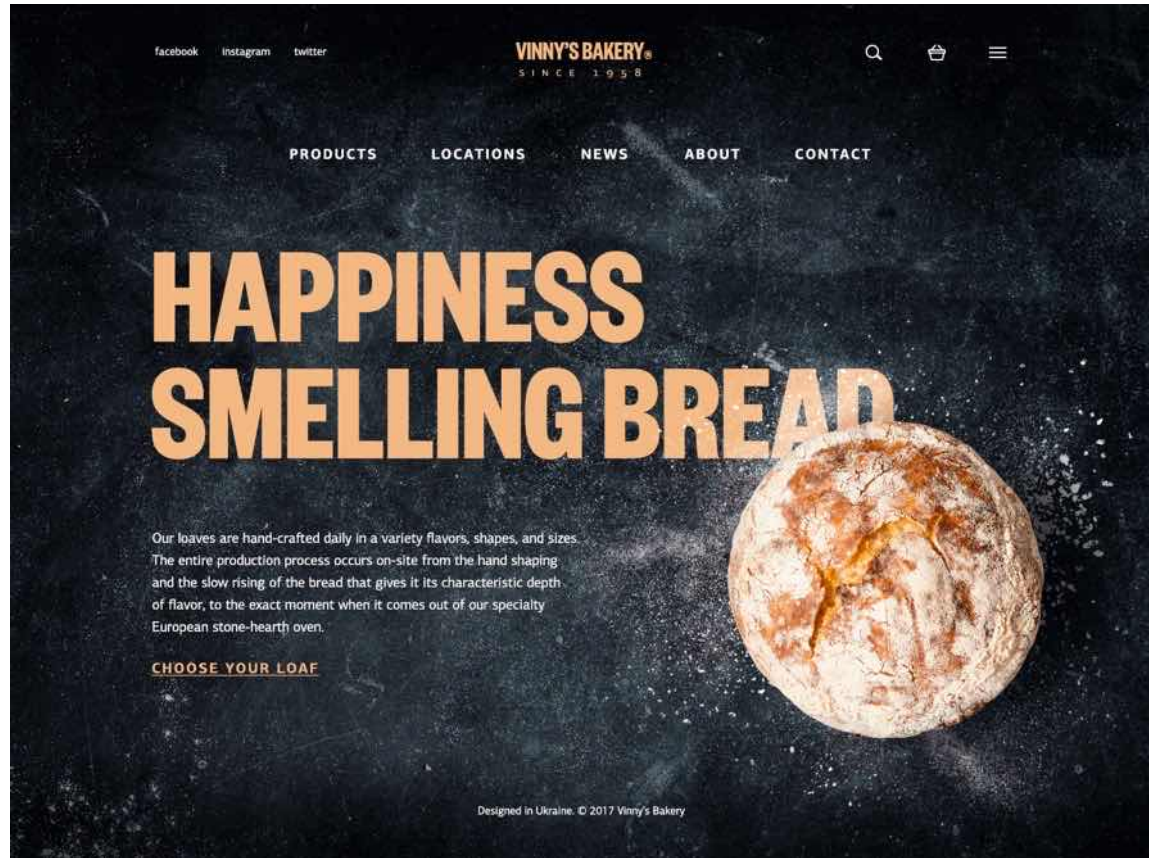 facebook instagram twitter
VINNY'S BAKERY®
SINCE 1958
PRODUCTS LOCATIONS NEWS ABOUT CONTACT
HAPPINESS
SMELLING BREAD
Our loaves are hand-crafted daily in a variety flavors, shapes, and sizes.
The entire production process occurs on-site from the hand shaping
and the slow rising of the bread that gives it its characteristic depth
of flavor, to the exact moment when it comes out of our specialty
European stone-hearth oven.
CHOOSE YOUR LOAF
Designed in Ukraine. © 2017 Vinny's Bakery